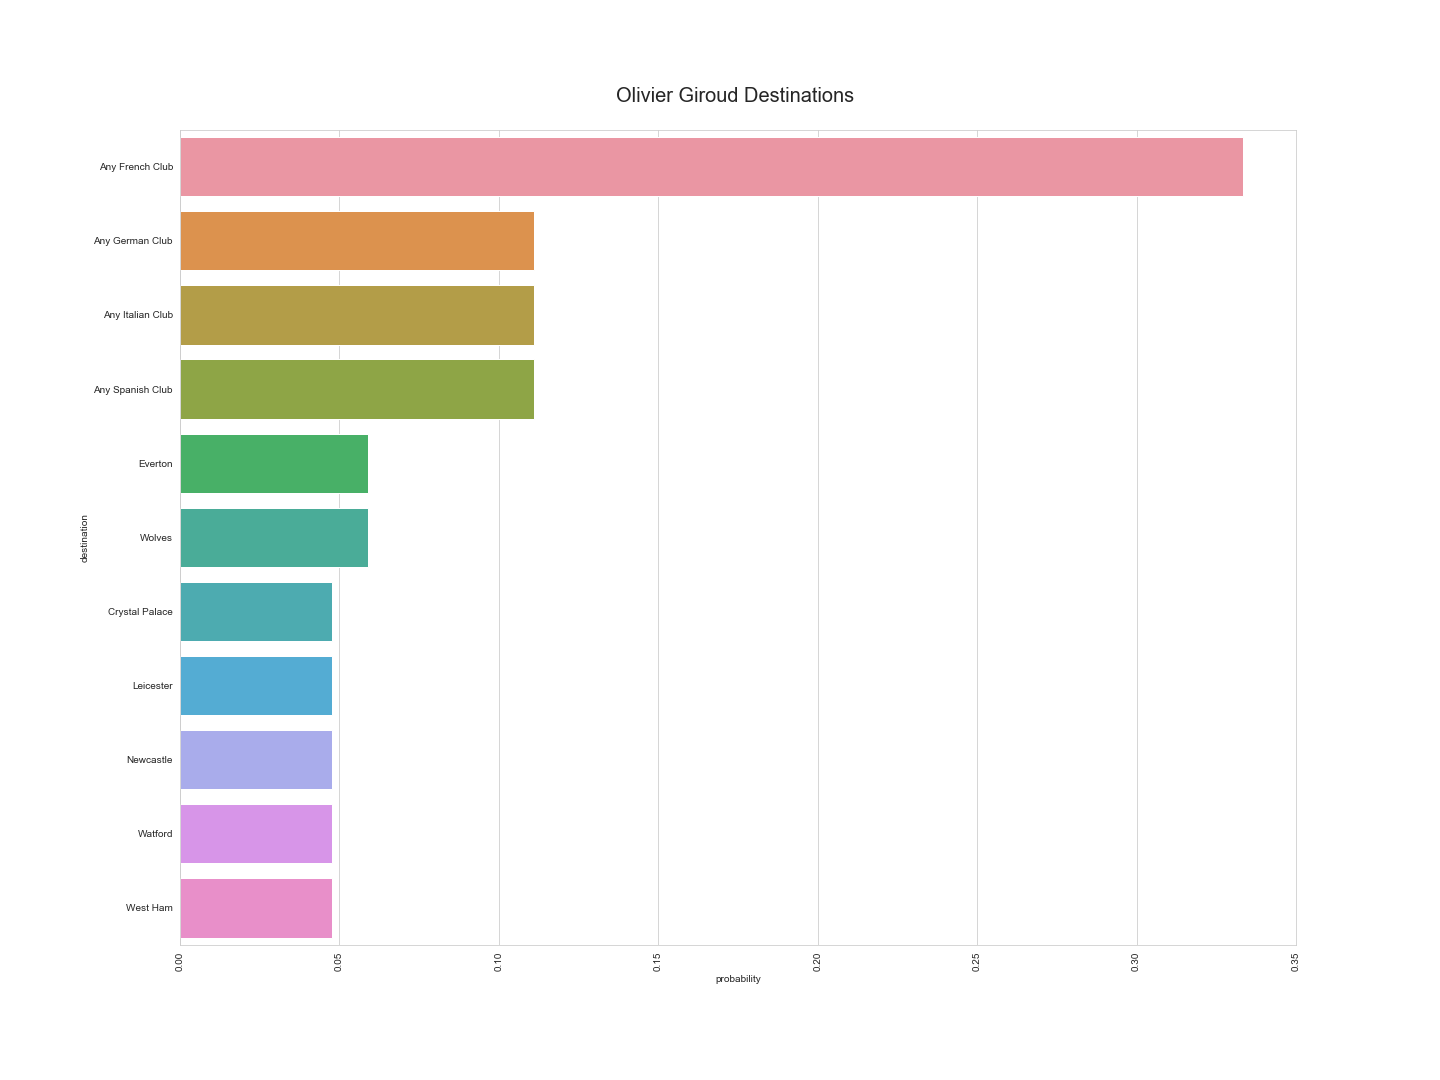 Olivier Giroud Destinations
Any French Club
Any German Club
Any Italian Club
Any Spanish Club
Everton
Wolves
Crystal Palace
Leicester
Newcastle
Watford
West Ham
destination
0.00
0.05
0.10
0.15
0.20
0.25
0.30
0.35
probability